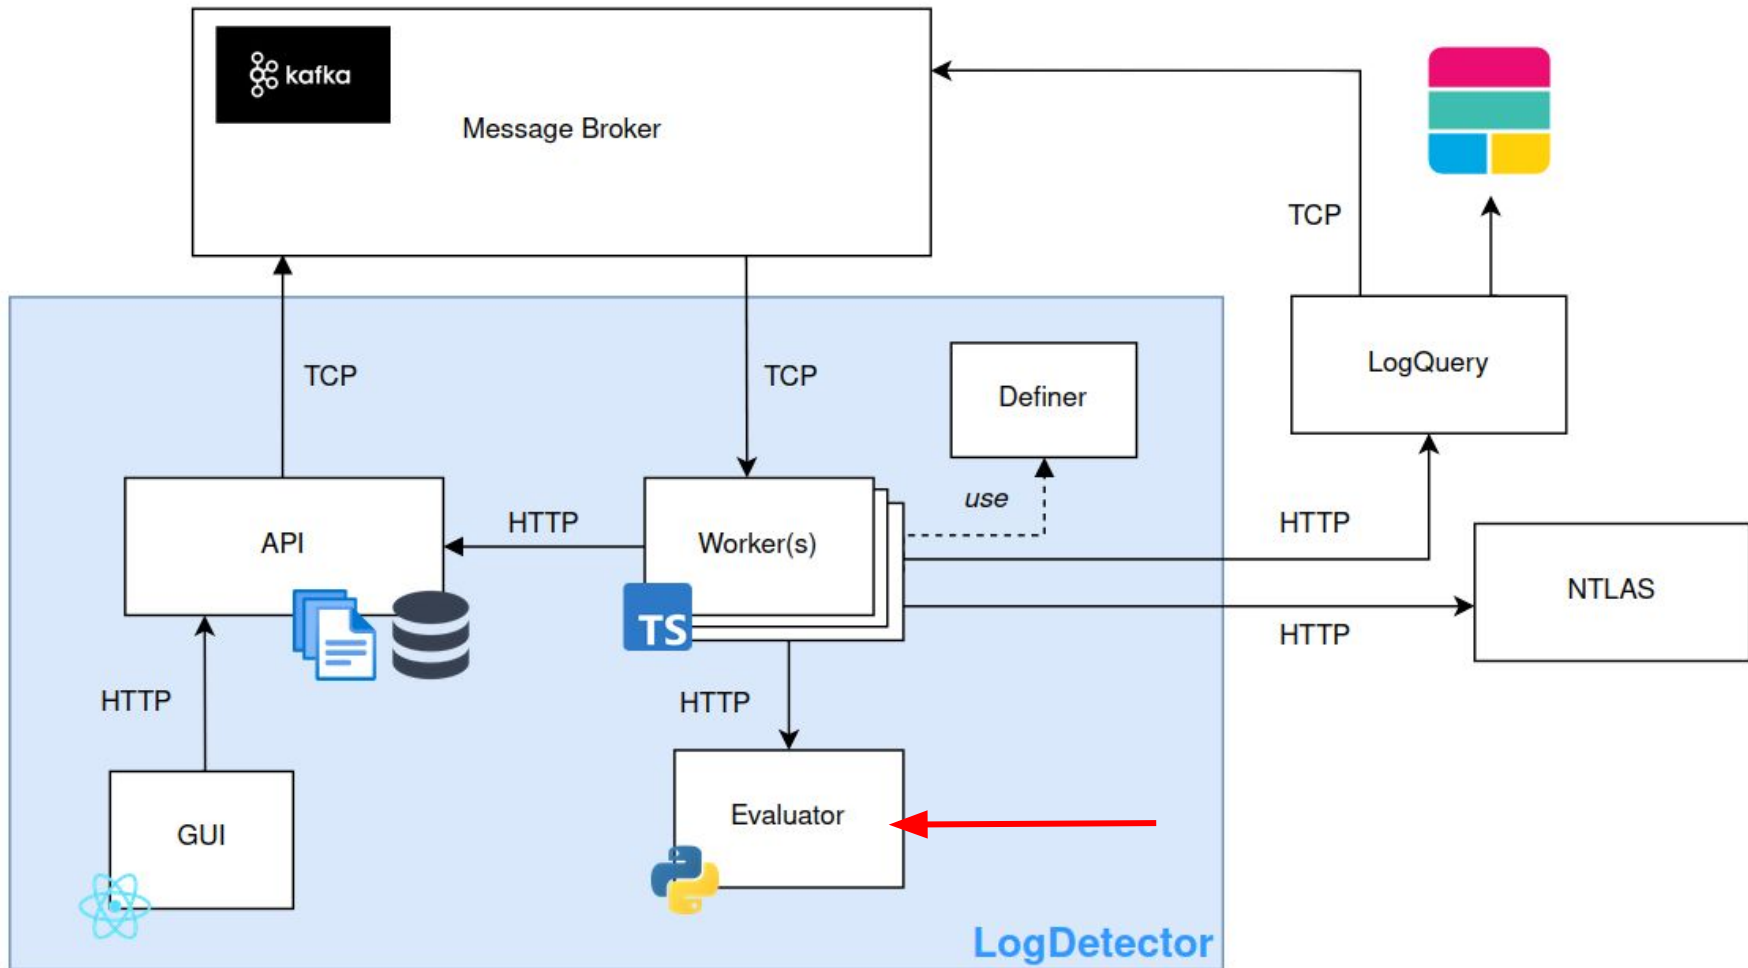 kafka
Message Broker
TCP
TCP
TCP
LogQuery
Definer
use
HTTP
API
Worker(s)
HTTP
NTLAS
TS
HTTP
HTTP
HTTP
Evaluator
GUI
LogDetector